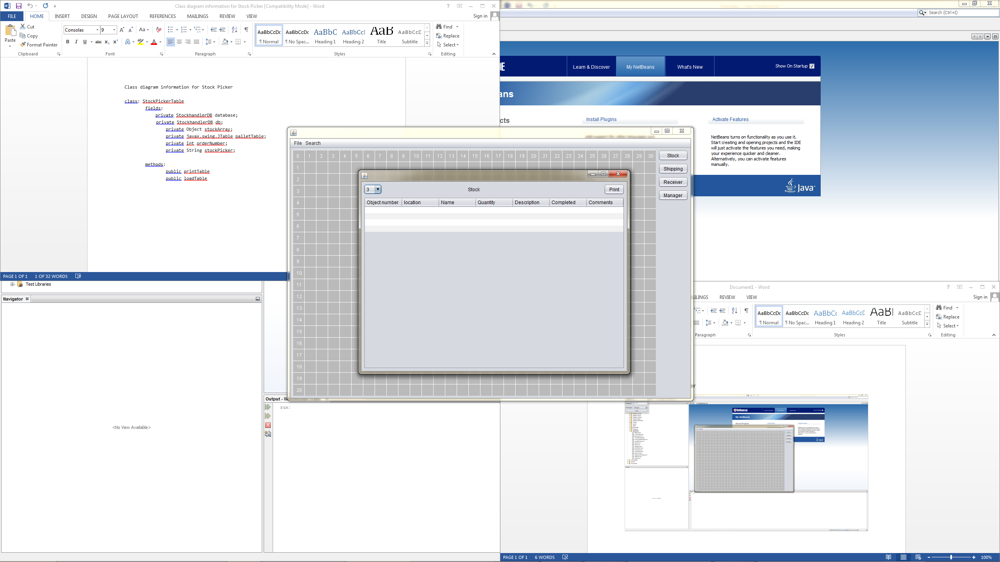 Class diagram information for Stock Picker [Compatibility Mode] - Word
FILE HOME INSERT DESIGN PAGE LAYOUT REFERENCES MAILINGS REVIEW VIEW Sign in
Paste
Cut
Copy
Format Painter
Clipboard
Consolas 9
Font
Paragraph
AaBbCcDc AaBbCcDc AaBbC AaBbCcI AaB AaBbCcD
¶ Normal ¶ No Spac... Heading 1 Heading 2 Title Subtitle
Styles
Find
Replace
Select
Editing
Class diagram information for Stock Picker
class: StockPickerTable
fields:
private StockhandlerDB database;
private StockhandlerDB db;
private Object stockArray;
private javax.swing.JTable palletTable;
private int orderNumber;
private String stockPicker;
methods:
public printTable
public loadTable
PAGE 1 OF 1 1 OF 32 WORDS
Search (Ctrl+I)
DE
Learn & Discover My NetBeans What's New Show On Startup
ans
cts
Install Plugins
Activate Features
NetBeans turns on functionality as you use it.
Start creating and opening projects and the IDE
will just activate the features you need, making
your experience quicker and cleaner.
Alternatively, you can activate features
manually.
Java
File Search
0 1 2 3 4 5 6 7 8 9 10 11 12 13 14 15 16 17 18 19 20 21 22 23 24 25 26 27 28 29 30
1
2
3
4
5
6
7
8
9
10
11
12
13
14
15
16
17
18
19
20
Stock
Shipping
Receiver
Manager
3 Stock Print
Object number location Name Quantity Description Completed Comments
Test Libraries
Navigator
<No View Available>
Output - W
run:
Document1 - Word
AILINGS REVIEW VIEW Sign in
AaBbCcDc AaBbCcDc AaBbCc AaBbCcD AaBl AaBbCcD
¶ Normal ¶ No Spac... Heading 1 Heading 2 Title Subtitle
Paragraph
Styles
Find
Replace
Select
Editing
r
NetBeans IDE
My NetBeans
Recent Projects
PAGE 1 OF 1 6 WORDS 100%